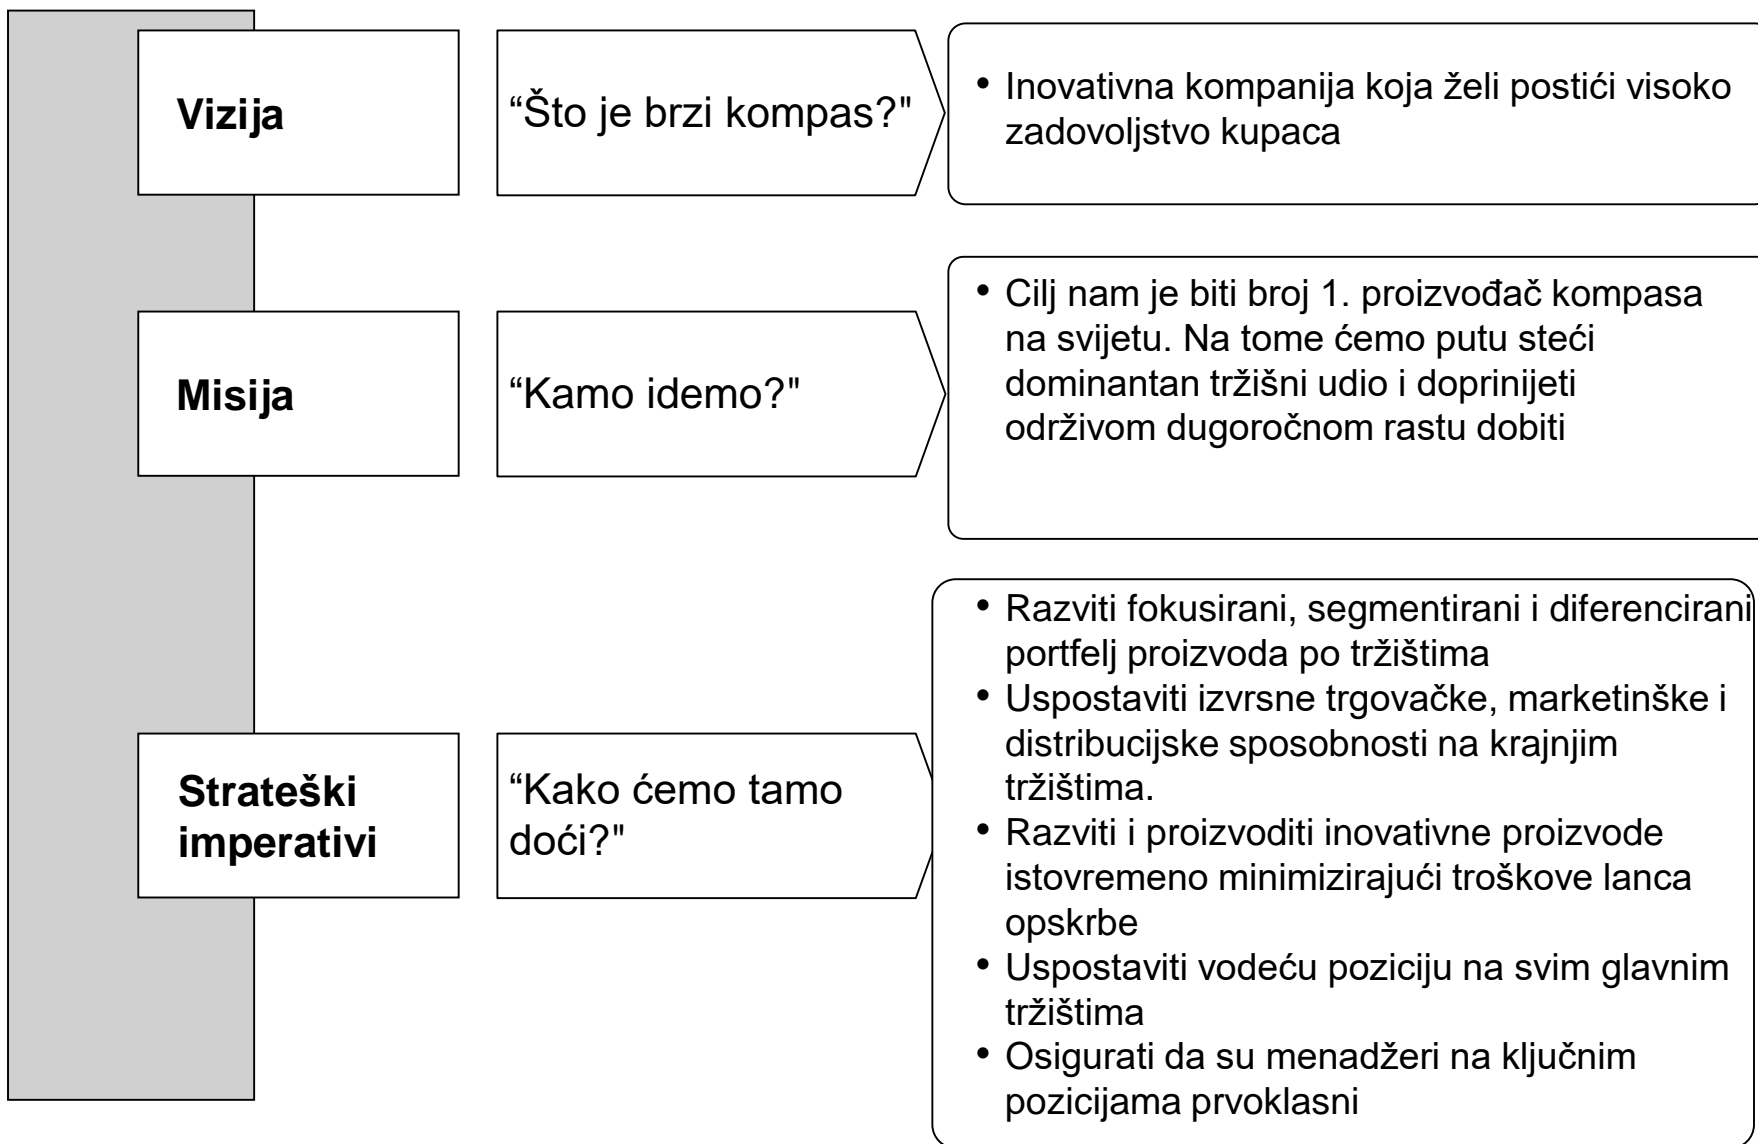 Vizija
“Što je brzi kompas?"
• Inovativna kompanija koja želi postići visoko
zadovoljstvo kupaca
Misija
“Kamo idemo?"
• Cilj nam je biti broj 1. proizvođač kompasa
na svijetu. Na tome ćemo putu steći
dominantan tržišni udio i doprinijeti
održivom dugoročnom rastu dobiti
Strateški
imperativi
“Kako ćemo tamo
doći?"
• Razviti fokusirani, segmentirani i diferencirani
portfelj proizvoda po tržištima
• Uspostaviti izvrsne trgovačke, marketinške i
distribucijske sposobnosti na krajnjim
tržištima.
• Razviti i proizvoditi inovativne proizvode
istovremeno minimizirajući troškove lanca
opskrbe
• Uspostaviti vodeću poziciju na svim glavnim
tržištima
• Osigurati da su menadžeri na ključnim
pozicijama prvoklasni